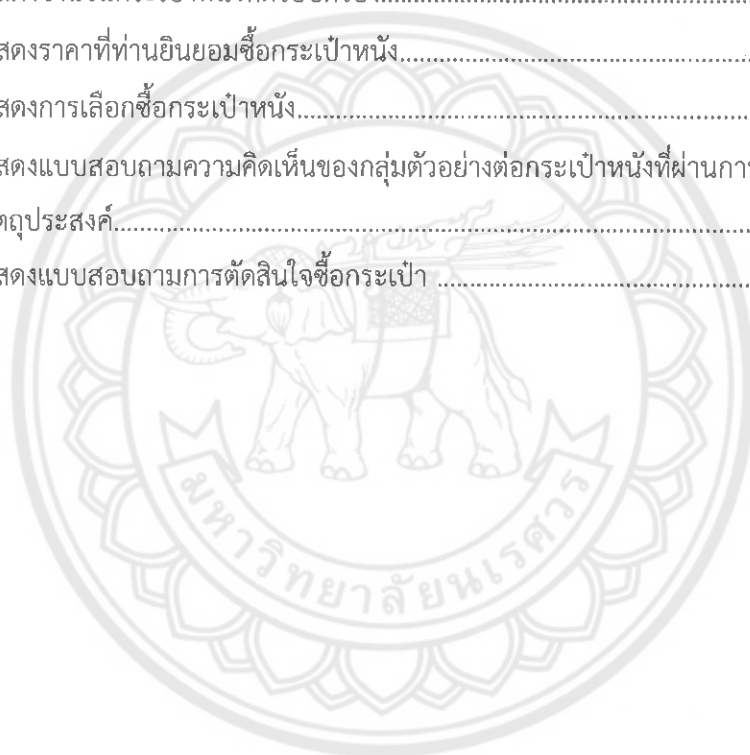 สดงราคาที่ท่านยินยอมซื้อกระเป๋าหนัง................................................
สดงการเลือกซื้อกระเป๋าหนัง................................................
สดงแบบสอบถามความคิดเห็นของกลุ่มตัวอย่างต่อกระเป๋าหนังที่ผ่านกา
ตถุประสงค์................................................
สดงแบบสอบถามการตัดสินใจซื้อกระเป๋า ................................................
มหาวิทยาลัยนเรศวร